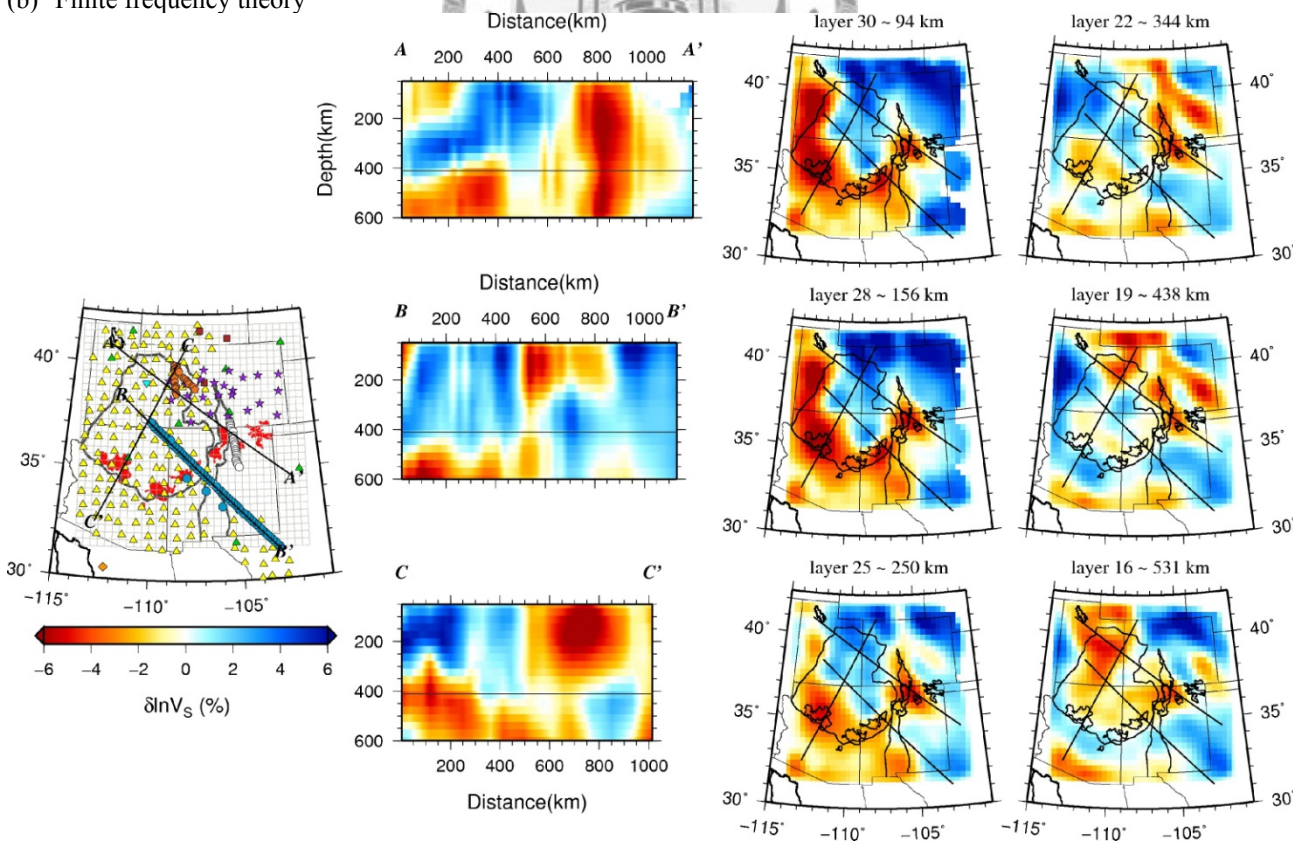 (b) Finite frequency theory
Distance(km)
A A'
200 400 600 800 1000
Depth(km)
200
400
600
Distance(km)
B B'
200 400 600 800 1000
200
400
600
C C'
200
400
600
0 200 400 600 800 1000
Distance(km)
A C
B
A'
C'
B'
40°
35°
30°
−115° −110° −105°
−6 −4 −2 0 2 4 6
δlnVS (%)
layer 30 ~ 94 km
layer 22 ~ 344 km
40° 40°
35° 35°
30° 30°
layer 28 ~ 156 km
layer 19 ~ 438 km
40° 40°
35° 35°
30° 30°
layer 25 ~ 250 km
layer 16 ~ 531 km
40° 40°
35° 35°
30° 30°
−115° −110° −105°
−115° −110° −105°